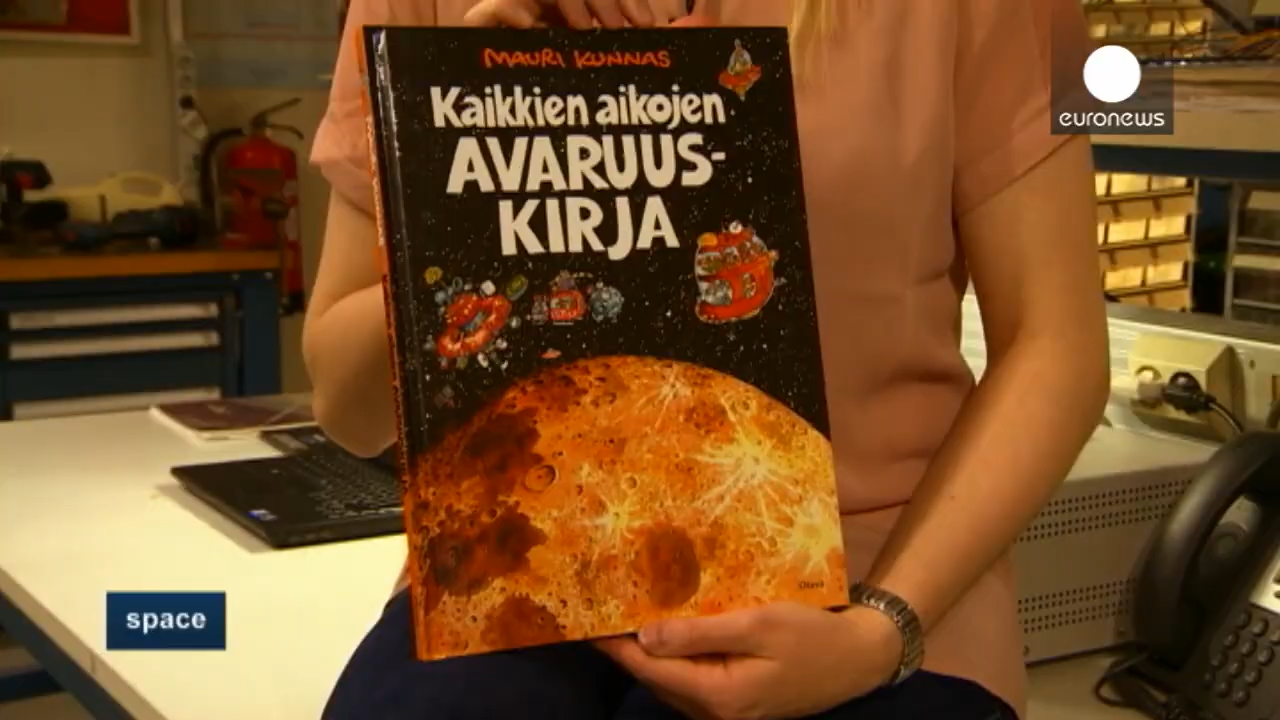 MAURI KUNNAS
Kaikkien aikojen
AVARUUS-
KIRJA
Otava
euronews
space